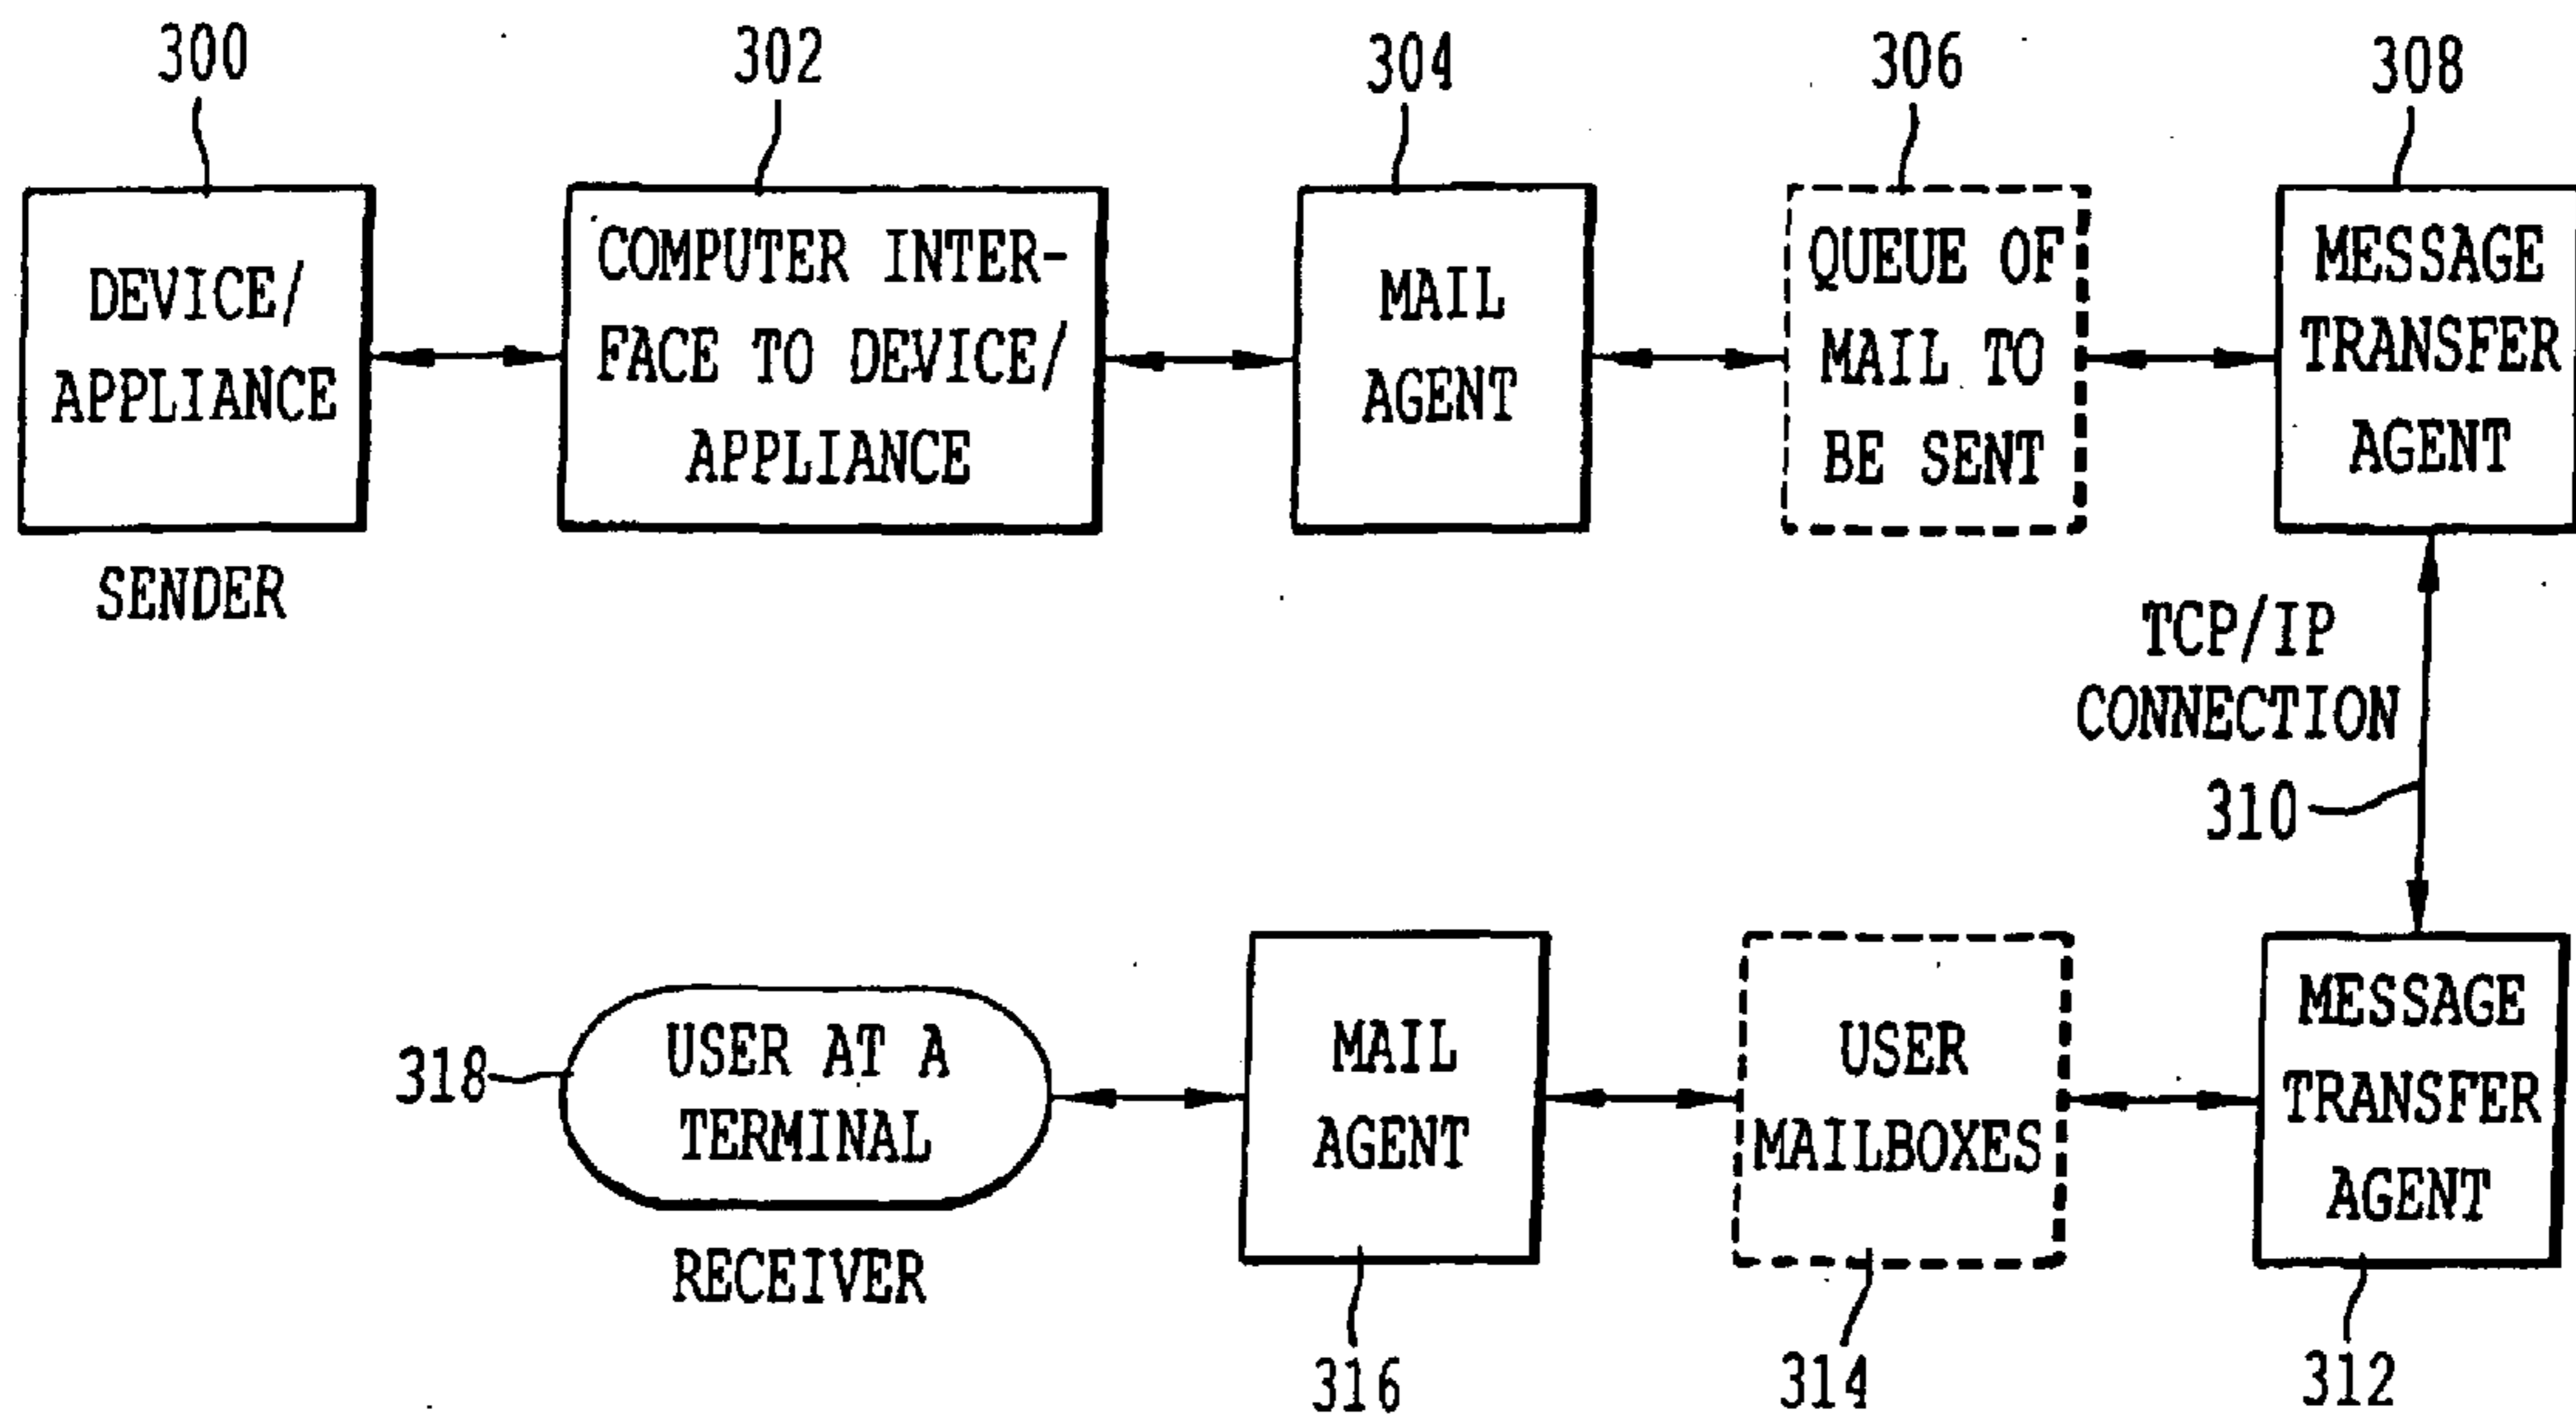 300
302
304
306
308
DEVICE/
APPLIANCE
COMPUTER INTER-
FACE TO DEVICE/
APPLIANCE
MAIL
AGENT
QUEUE OF
MAIL TO
BE SENT
MESSAGE
TRANSFER
AGENT
SENDER
TCP/IP
CONNECTION
310
318
USER AT A
TERMINAL
MAIL
AGENT
USER
MAILBOXES
MESSAGE
TRANSFER
AGENT
RECEIVER
316
314
312